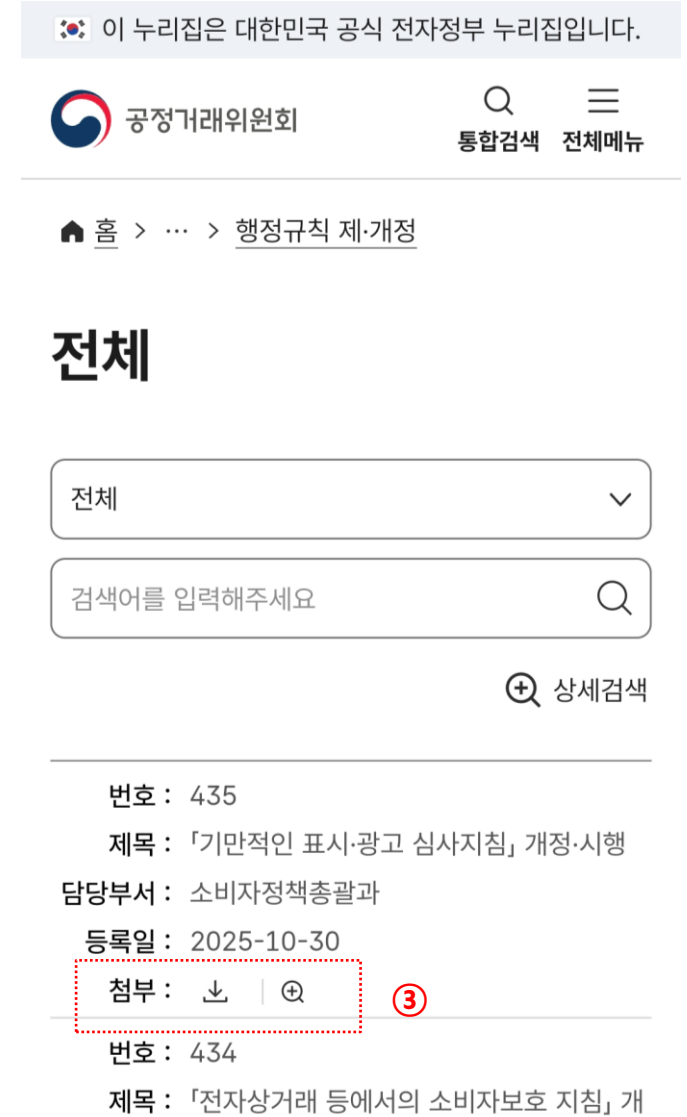 이 누리집은 대한민국 공식 전자정부 누리집입니다.
공정거래위원회
통합검색 전체메뉴
홈 > ··· > 행정규칙 제·개정
전체
전체
검색어를 입력해주세요
상세검색
번호 : 435
제목 : 「기만적인 표시·광고 심사지침」 개정·시행
담당부서 : 소비자정책총괄과
등록일 : 2025-10-30
첨부 :
③
번호 : 434
제목 : 「전자상거래 등에서의 소비자보호 지침」 개